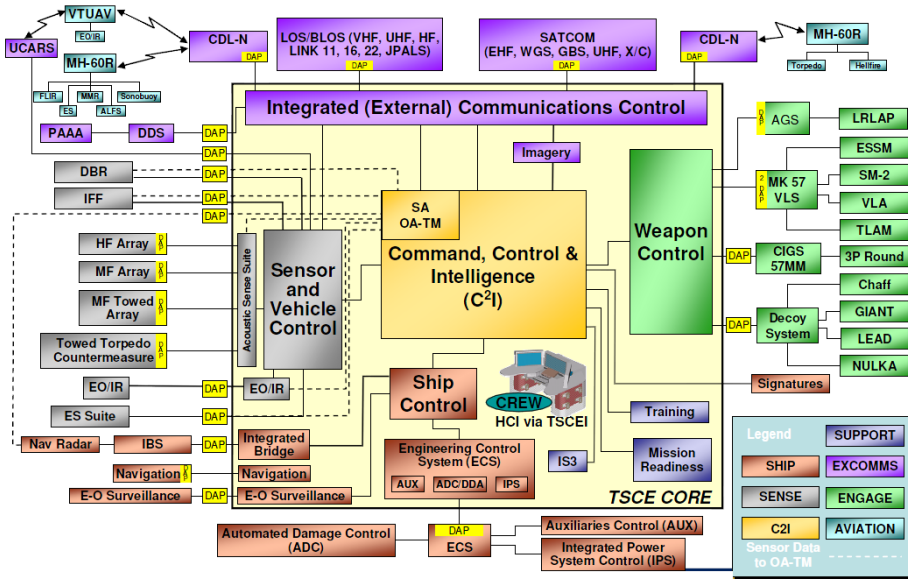 VTUAV
UCARS
EO/IR
MH-60R
FLIR
MMR
Sonobuoy
ES
ALFS
CDL-N
DAP
LOS/BLOS (VHF, UHF, HF,
LINK 11, 16, 22, JPALS)
DAP
SATCOM
(EHF, WGS, GBS, UHF, X/C)
DAP
CDL-N
DAP
MH-60R
Torpedo
Hellfire
Integrated (External) Communications Control
PAAA
DDS
DAP
DAP
DBR
DAP
IFF
DAP
DAP
Imagery
SA
OA-TM
Command, Control &
Intelligence
(C2I)
Sensor
and
Vehicle
Control
Acoustic Sense Suite
HF Array
DAP
MF Array
DAP
MF Towed
Array
DAP
Towed Torpedo
Countermeasure
DAP
EO/IR
DAP
EO/IR
ES Suite
DAP
Nav Radar
IBS
DAP
Integrated
Bridge
Navigation
DAP
Navigation
E-O Surveillance
DAP
E-O Surveillance
Ship
Control
CREW
HCI via TSCEI
Engineering Control
System (ECS)
AUX
ADC/DDA
IPS
IS3
Training
Mission
Readiness
TSCE CORE
Weapon
Control
DAP
AGS
LRLAP
2 DAP
MK 57
VLS
ESSM
SM-2
VLA
TLAM
DAP
CIGS
57MM
3P Round
DAP
Decoy
System
Chaff
GIANT
LEAD
NULKA
Signatures
Automated Damage Control
(ADC)
DAP
ECS
Auxiliaries Control (AUX)
Integrated Power
System Control (IPS)
Legend
SUPPORT
SHIP
EXCOMMS
SENSE
ENGAGE
C2I
AVIATION
Sensor Data
to OA-TM